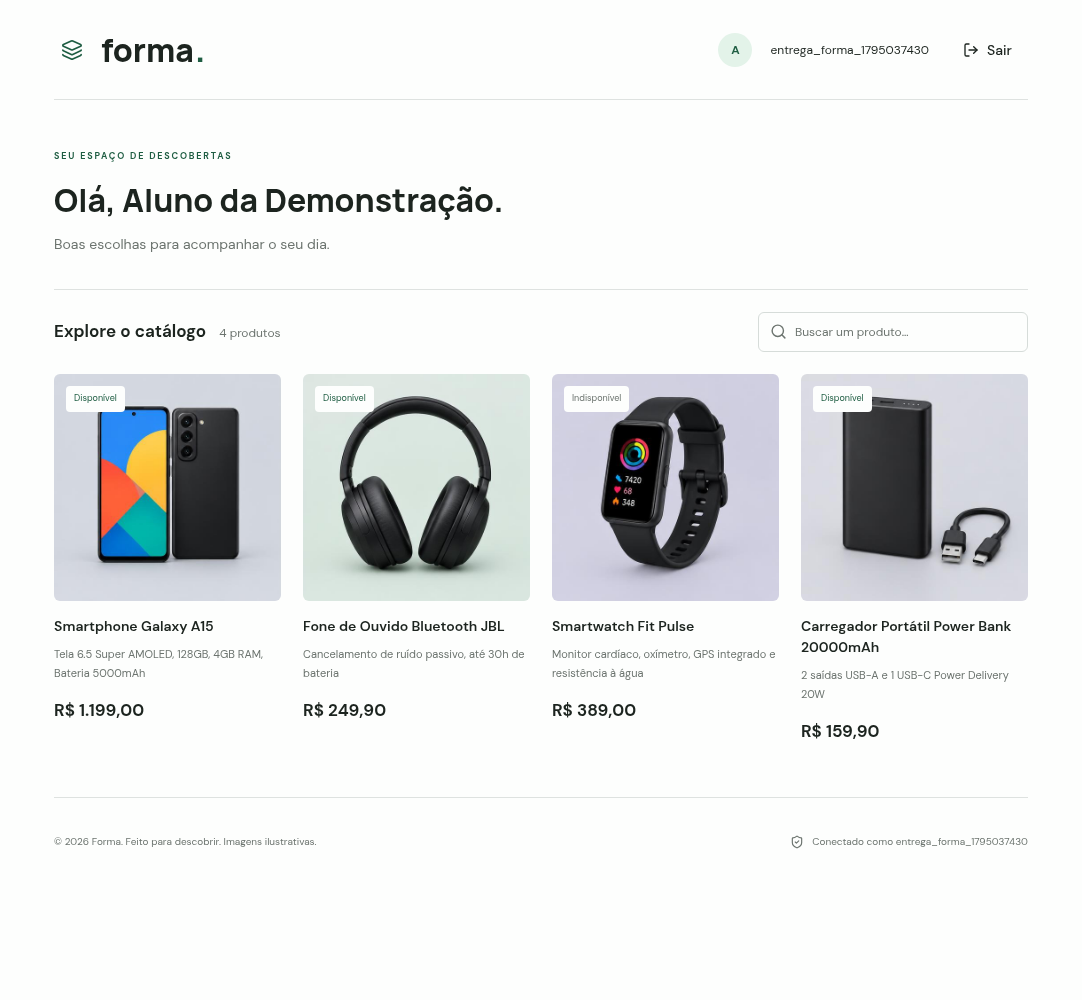 forma.
A
entrega_forma_1795037430
Sair
SEU ESPAÇO DE DESCOBERTAS
Olá, Aluno da Demonstração.
Boas escolhas para acompanhar o seu dia.
Explore o catálogo
4 produtos
Buscar um produto...
Disponível
Smartphone Galaxy A15
Tela 6.5 Super AMOLED, 128GB, 4GB RAM,
Bateria 5000mAh
R$ 1.199,00
Disponível
Fone de Ouvido Bluetooth JBL
Cancelamento de ruído passivo, até 30h de
bateria
R$ 249,90
Indisponível
7420
68
348
Smartwatch Fit Pulse
Monitor cardíaco, oxímetro, GPS integrado e
resistência à água
R$ 389,00
Disponível
Carregador Portátil Power Bank
20000mAh
2 saídas USB-A e 1 USB-C Power Delivery
20W
R$ 159,90
© 2026 Forma. Feito para descobrir. Imagens ilustrativas.
Conectado como entrega_forma_1795037430